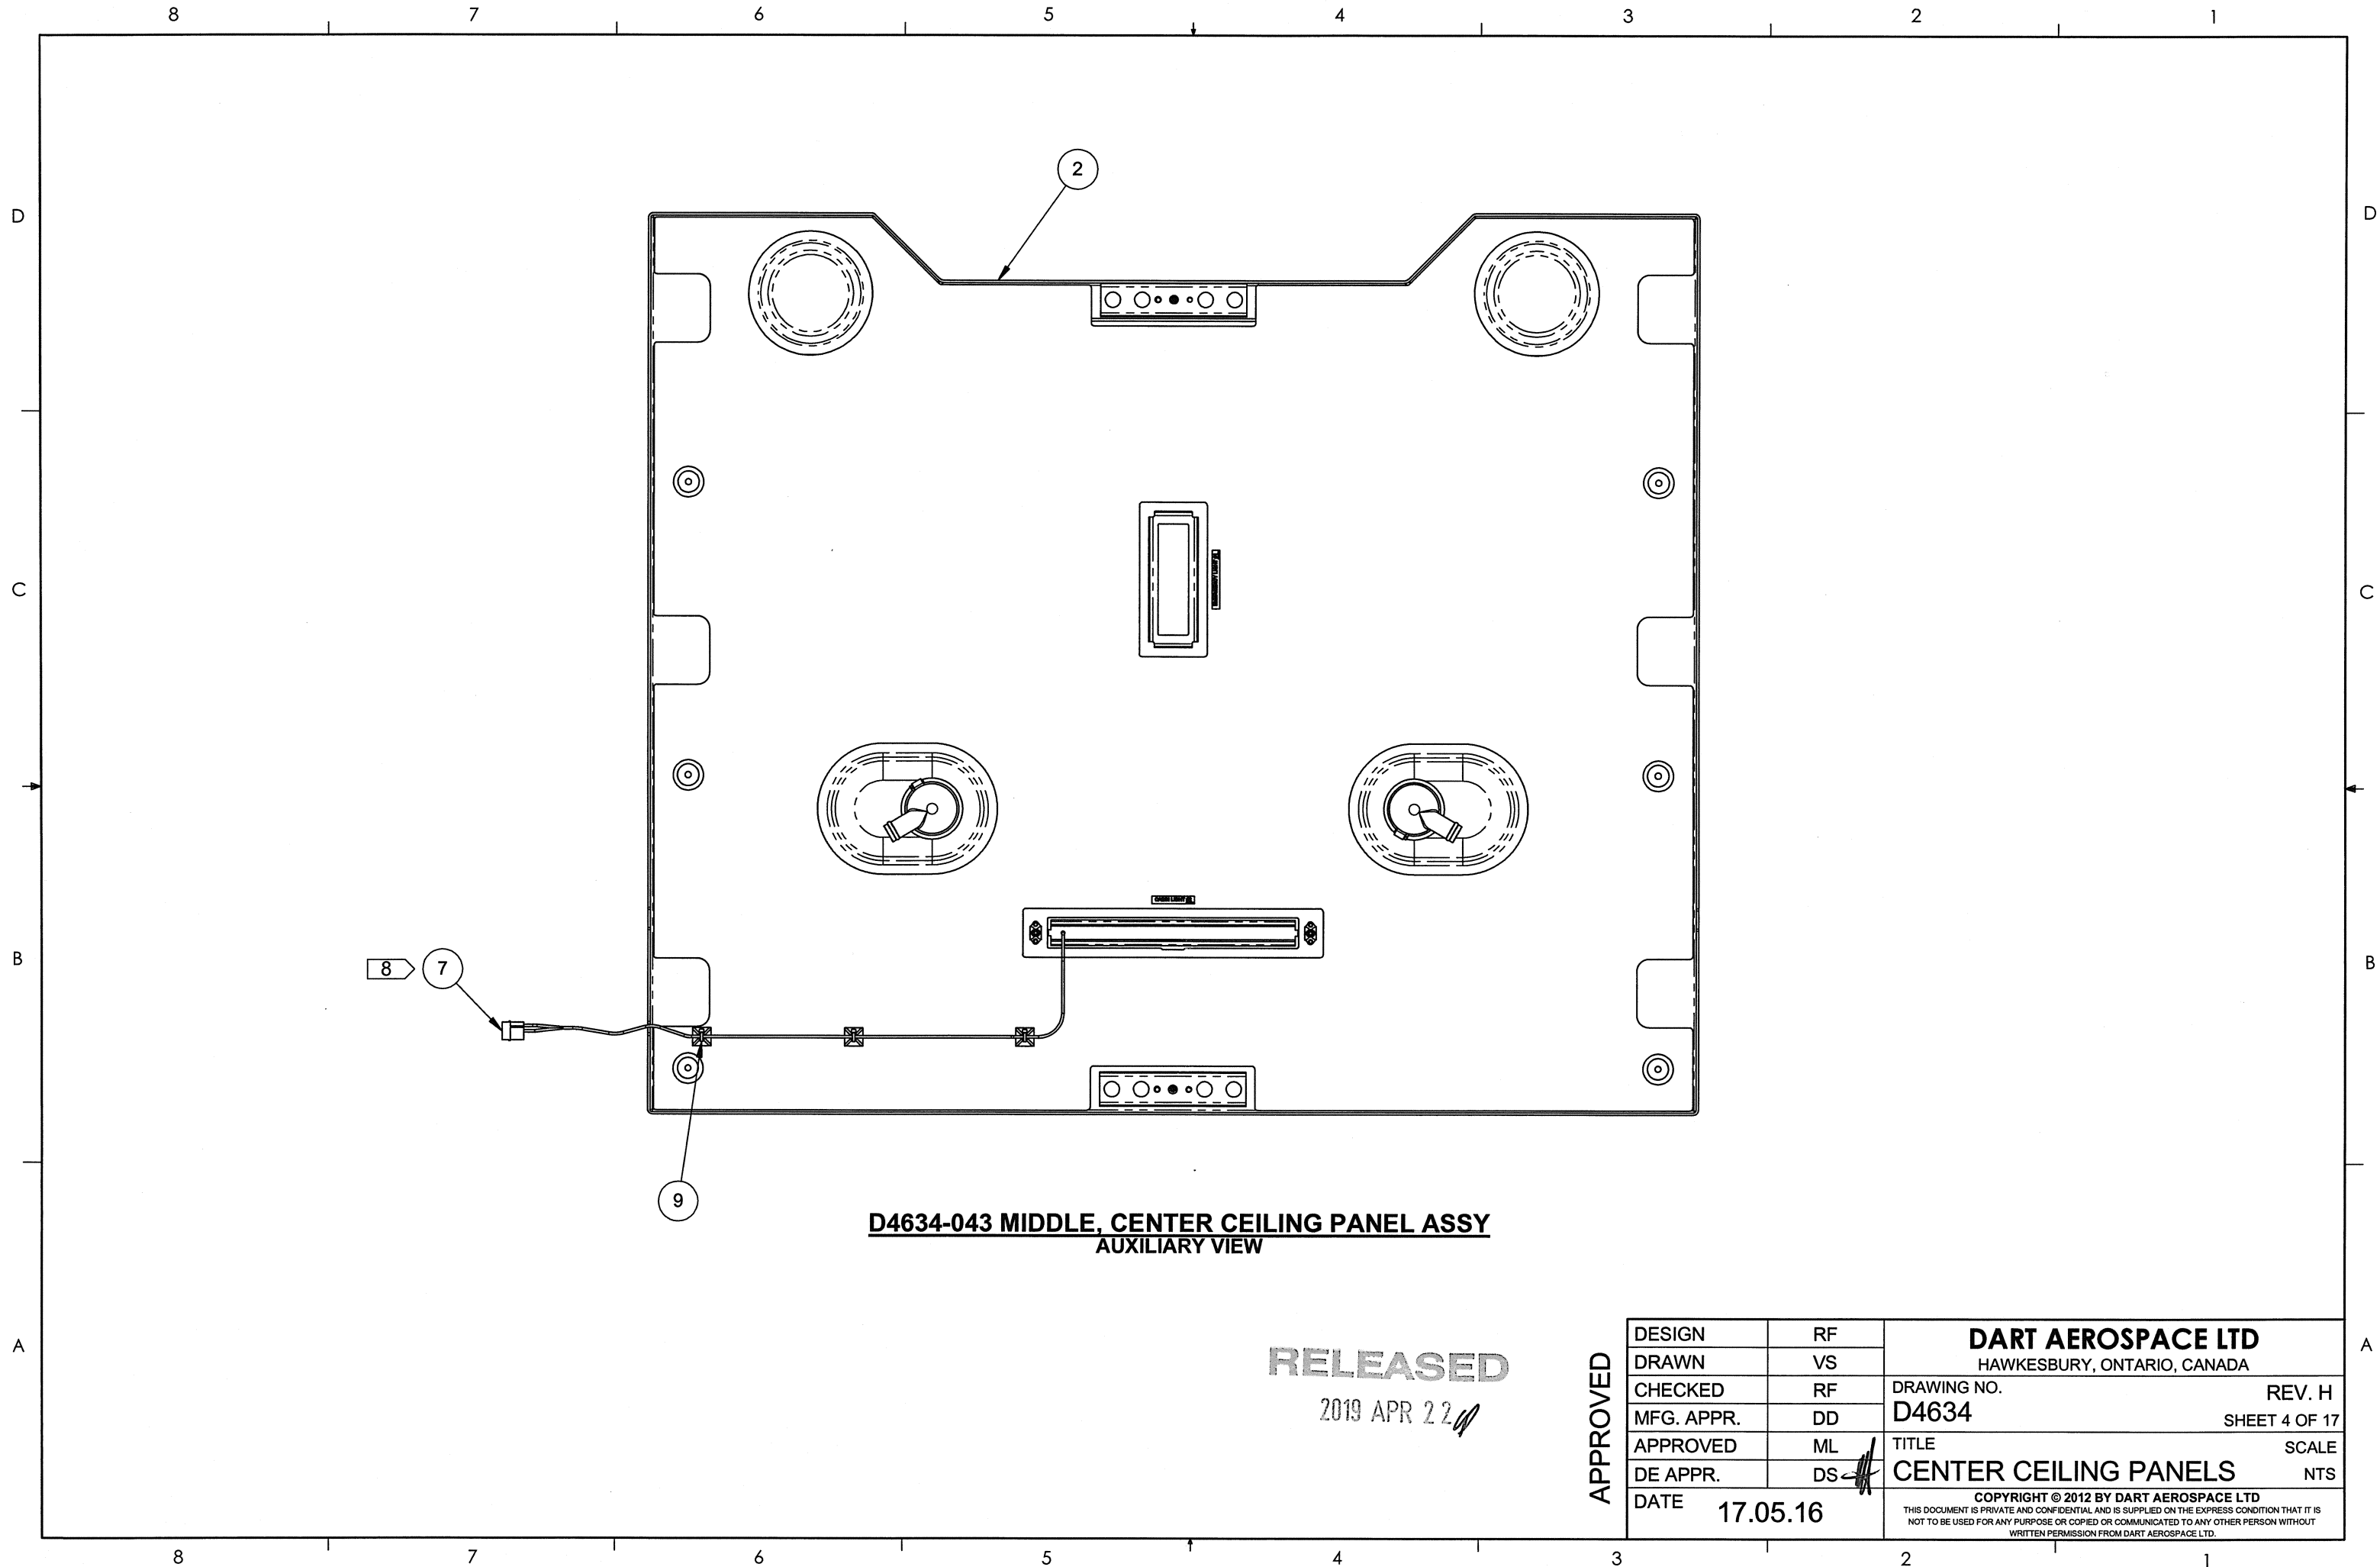 8 7 6 5 4 3 2 1
2
D D
C C
CABIN LIGHT
B B
8 7
9
D4634-043 MIDDLE, CENTER CEILING PANEL ASSY
AUXILIARY VIEW
A A
RELEASED
2019 APR 22
APPROVED
DESIGN RF
DRAWN VS
CHECKED RF
MFG. APPR. DD
APPROVED ML
DE APPR. DS
DATE 17.05.16
DART AEROSPACE LTD
HAWKESBURY, ONTARIO, CANADA
DRAWING NO. REV. H
D4634 SHEET 4 OF 17
TITLE SCALE
CENTER CEILING PANELS NTS
COPYRIGHT © 2012 BY DART AEROSPACE LTD
THIS DOCUMENT IS PRIVATE AND CONFIDENTIAL AND IS SUPPLIED ON THE EXPRESS CONDITION THAT IT IS
NOT TO BE USED FOR ANY PURPOSE OR COPIED OR COMMUNICATED TO ANY OTHER PERSON WITHOUT
WRITTEN PERMISSION FROM DART AEROSPACE LTD.
8 7 6 5 4 3 2 1